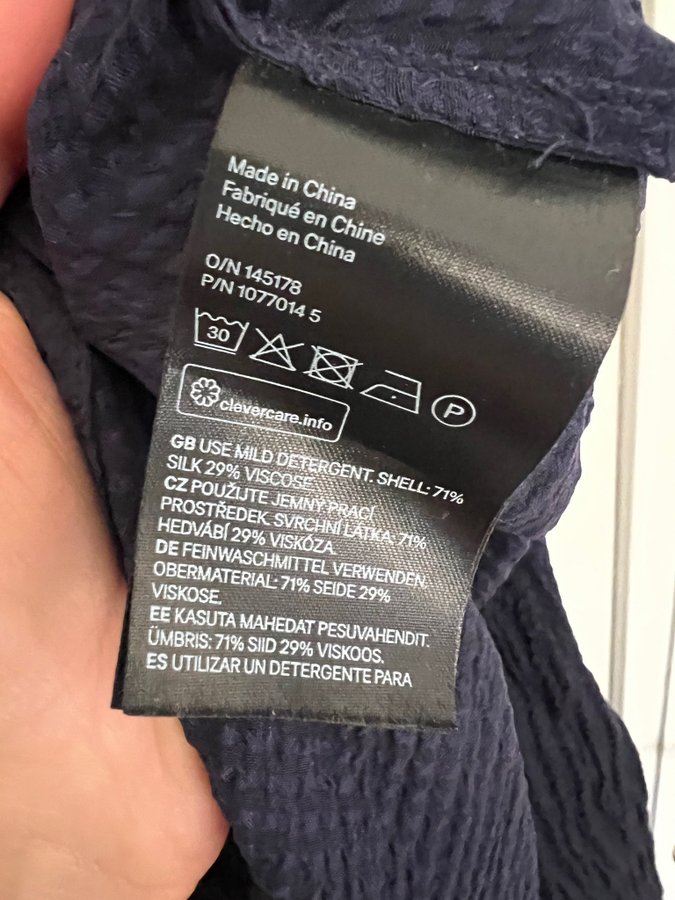 Made in China
Fabriqué en Chine
Hecho en China
O/N 145178
P/N 1077014 5
30
P
clevercare.info
GB USE MILD DETERGENT. SHELL: 71%
SILK 29% VISCOSE.
CZ POUŽIJTE JEMNÝ PRACÍ
PROSTŘEDEK. SVRCHNÍ LÁTKA: 71%
HEDVÁBÍ 29% VISKÓZA.
DE FEINWASCHMITTEL VERWENDEN.
OBERMATERIAL: 71% SEIDE 29%
VISKOSE.
EE KASUTA MAHEDAT PESUVAHENDIT.
ÜMBRIS: 71% SIID 29% VISKOOS.
ES UTILIZAR UN DETERGENTE PARA